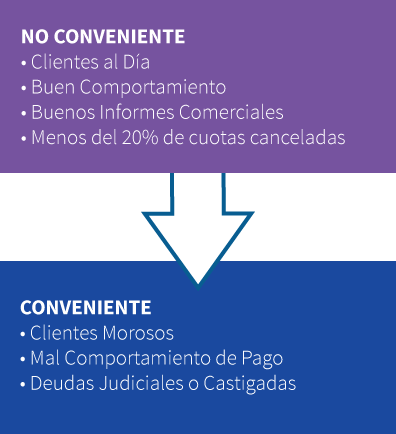 NO CONVENIENTE
• Clientes al Día
• Buen Comportamiento
• Buenos Informes Comerciales
• Menos del 20% de cuotas canceladas
CONVENIENTE
• Clientes Morosos
• Mal Comportamiento de Pago
• Deudas Judiciales o Castigadas